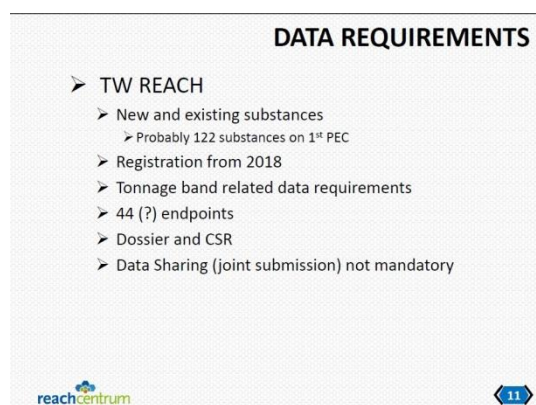 DATA REQUIREMENTS
➢ TW REACH
➢ New and existing substances
➢ Probably 122 substances on 1st PEC
➢ Registration from 2018
➢ Tonnage band related data requirements
➢ 44 (?) endpoints
➢ Dossier and CSR
➢ Data Sharing (joint submission) not mandatory
reachcentrum
11